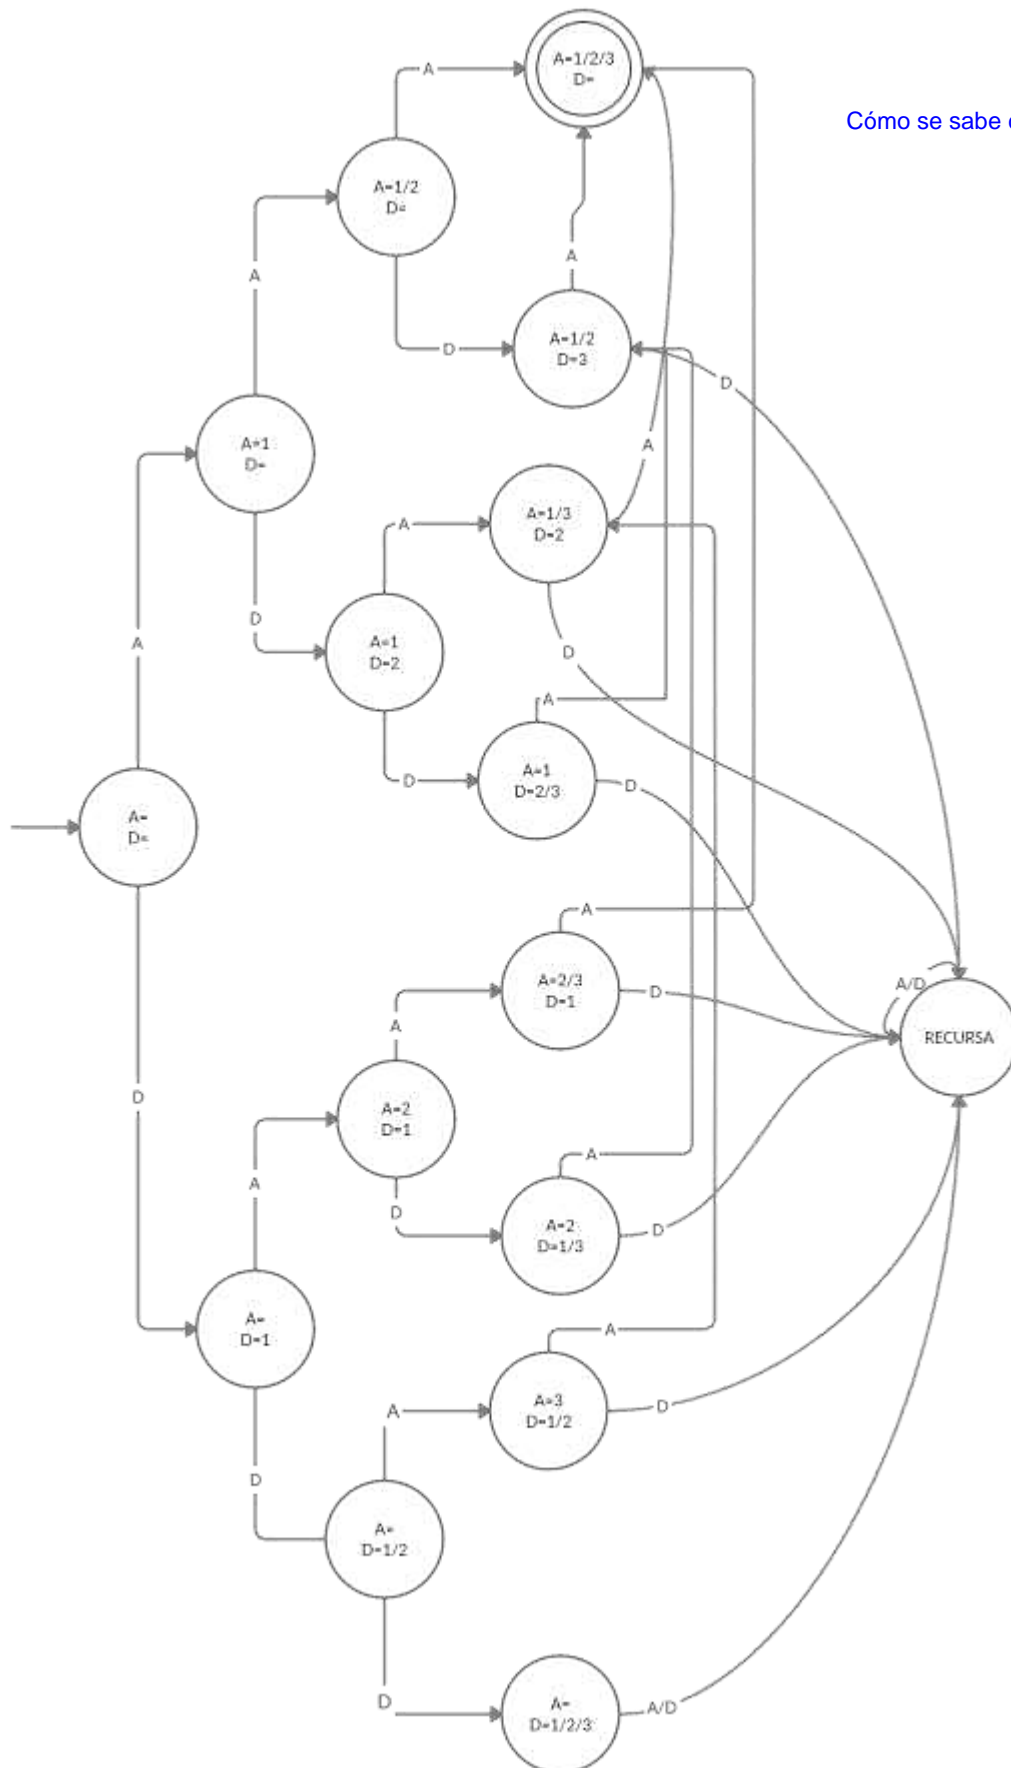 A=1/2/3
D=
Cómo se sabe
A
A=1/2
D=
A
A
A=1/2
D=3
D
D
A=1
D=
A
A=1/3
D=2
A
D
A
A=1
D=2
D
A
A=1
D=2/3
D
D
A=
D=
A
A=2/3
D=1
D
A/D
A
RECURSA
D
A=2
D=1
A
A
D
A=2
D=1/3
D
A=
D=1
A
A
A=3
D=1/2
D
D
A=
D=1/2
D
A=
D=1/2/3
A/D